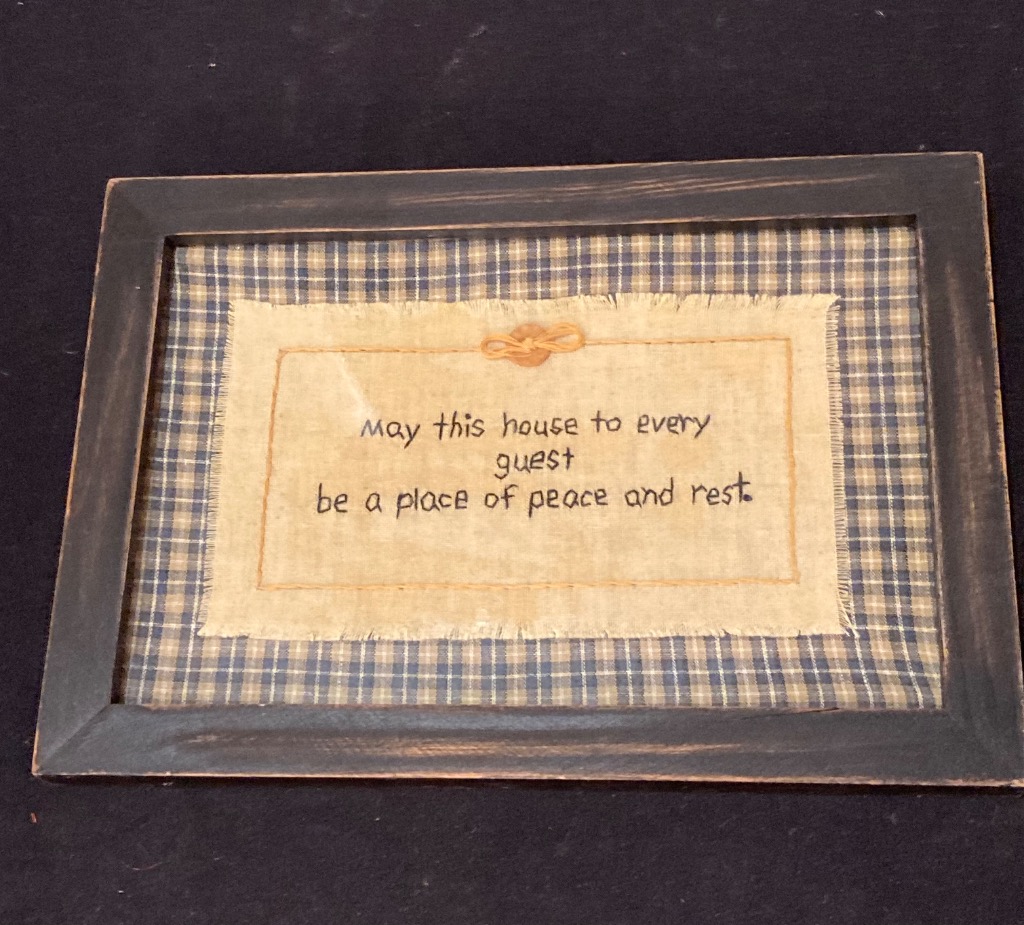 May this house to every
guest
be a place of peace and rest.